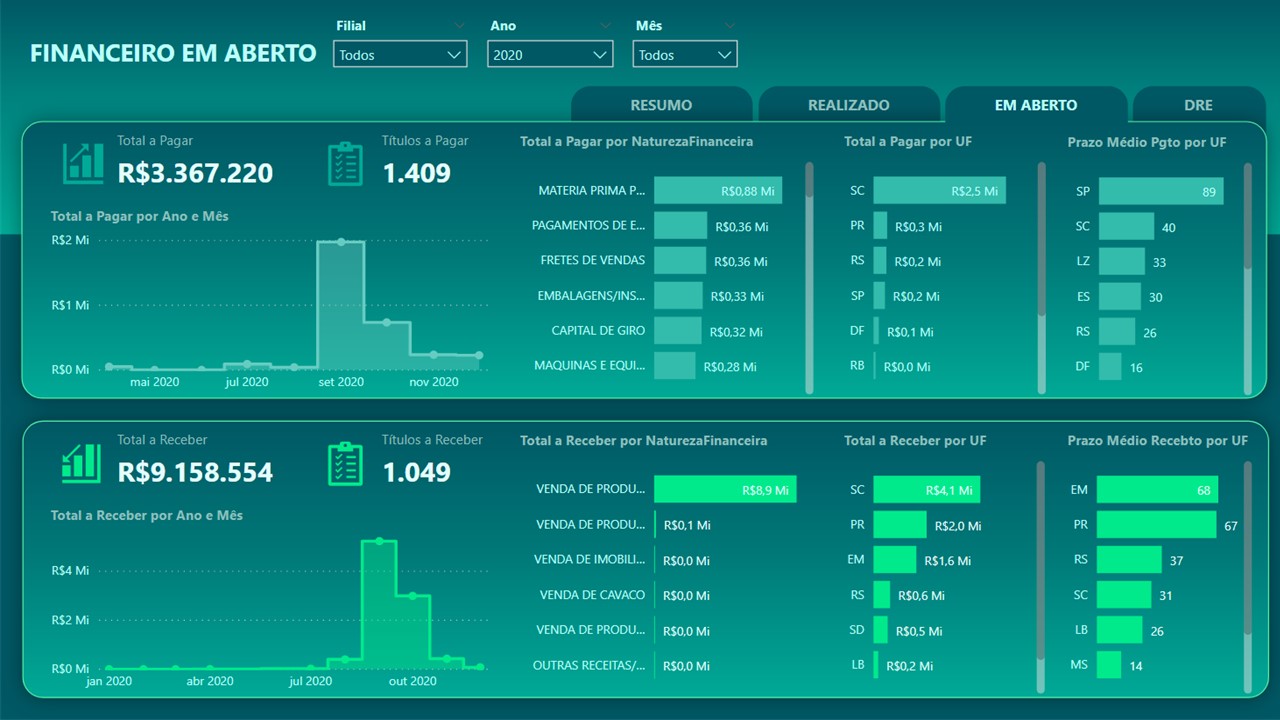 FINANCEIRO EM ABERTO
Filial
Todos
Ano
2020
Mês
Todos
RESUMO
REALIZADO
EM ABERTO
DRE
Total a Pagar
R$3.367.220
Títulos a Pagar
1.409
Total a Pagar por Ano e Mês
R$2 Mi
R$1 Mi
R$0 Mi
mai 2020
jul 2020
set 2020
nov 2020
Total a Pagar por NaturezaFinanceira
MATERIA PRIMA P... R$0,88 Mi
PAGAMENTOS DE E... R$0,36 Mi
FRETES DE VENDAS R$0,36 Mi
EMBALAGENS/INS... R$0,33 Mi
CAPITAL DE GIRO R$0,32 Mi
MAQUINAS E EQUI... R$0,28 Mi
Total a Pagar por UF
SC R$2,5 Mi
PR R$0,3 Mi
RS R$0,2 Mi
SP R$0,2 Mi
DF R$0,1 Mi
RB R$0,0 Mi
Prazo Médio Pgto por UF
SP 89
SC 40
LZ 33
ES 30
RS 26
DF 16
Total a Receber
R$9.158.554
Títulos a Receber
1.049
Total a Receber por Ano e Mês
R$4 Mi
R$2 Mi
R$0 Mi
jan 2020
abr 2020
jul 2020
out 2020
Total a Receber por NaturezaFinanceira
VENDA DE PRODU... R$8,9 Mi
VENDA DE PRODU... R$0,1 Mi
VENDA DE IMOBILI... R$0,0 Mi
VENDA DE CAVACO R$0,0 Mi
VENDA DE PRODU... R$0,0 Mi
OUTRAS RECEITAS/... R$0,0 Mi
Total a Receber por UF
SC R$4,1 Mi
PR R$2,0 Mi
EM R$1,6 Mi
RS R$0,6 Mi
SD R$0,5 Mi
LB R$0,2 Mi
Prazo Médio Recebto por UF
EM 68
PR 67
RS 37
SC 31
LB 26
MS 14